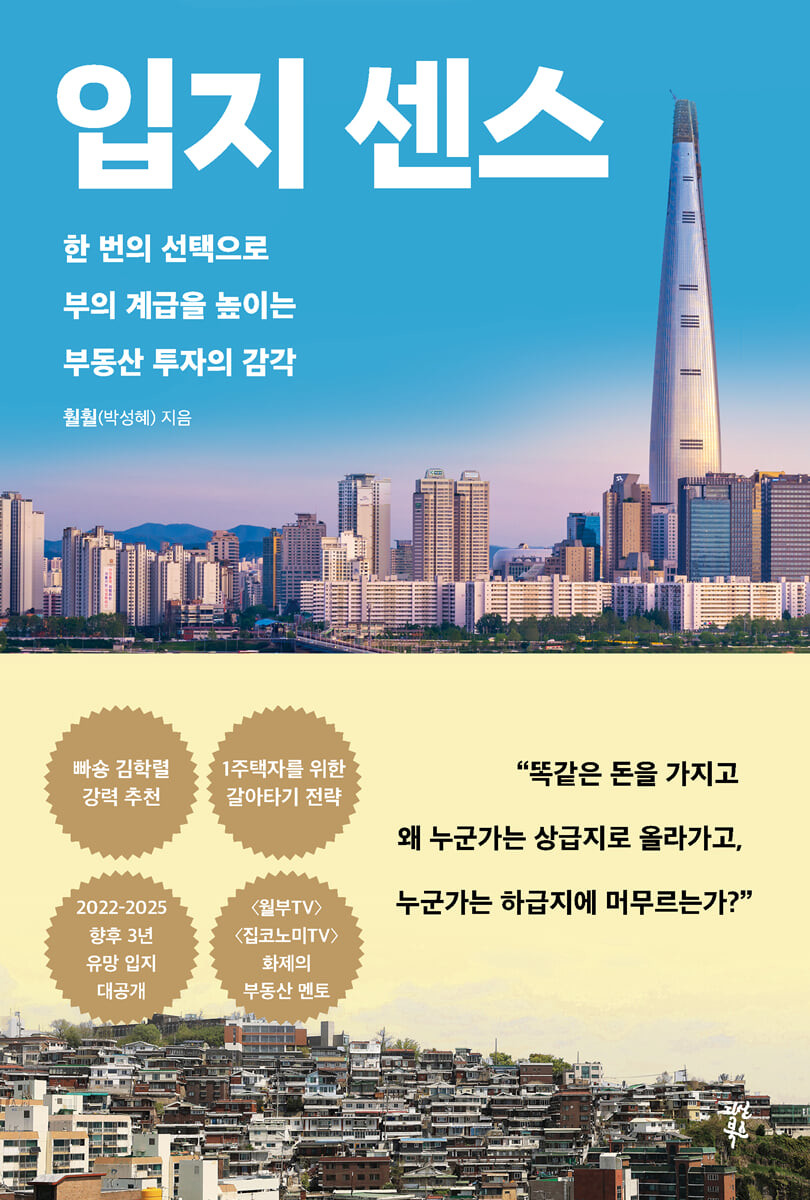 입지 센스
한 번의 선택으로
부의 계급을 높이는
부동산 투자의 감각
훨훨(박성혜) 지음
빠숑 김학렬
강력 추천
1주택자를 위한
갈아타기 전략
“똑같은 돈을 가지고
왜 누군가는 상급지로 올라가고,
누군가는 하급지에 머무르는가?”
2022-2025
향후 3년
유망 입지
대공개
〈월부TV〉
〈집코노미TV〉
화제의
부동산 멘토
다산
북스